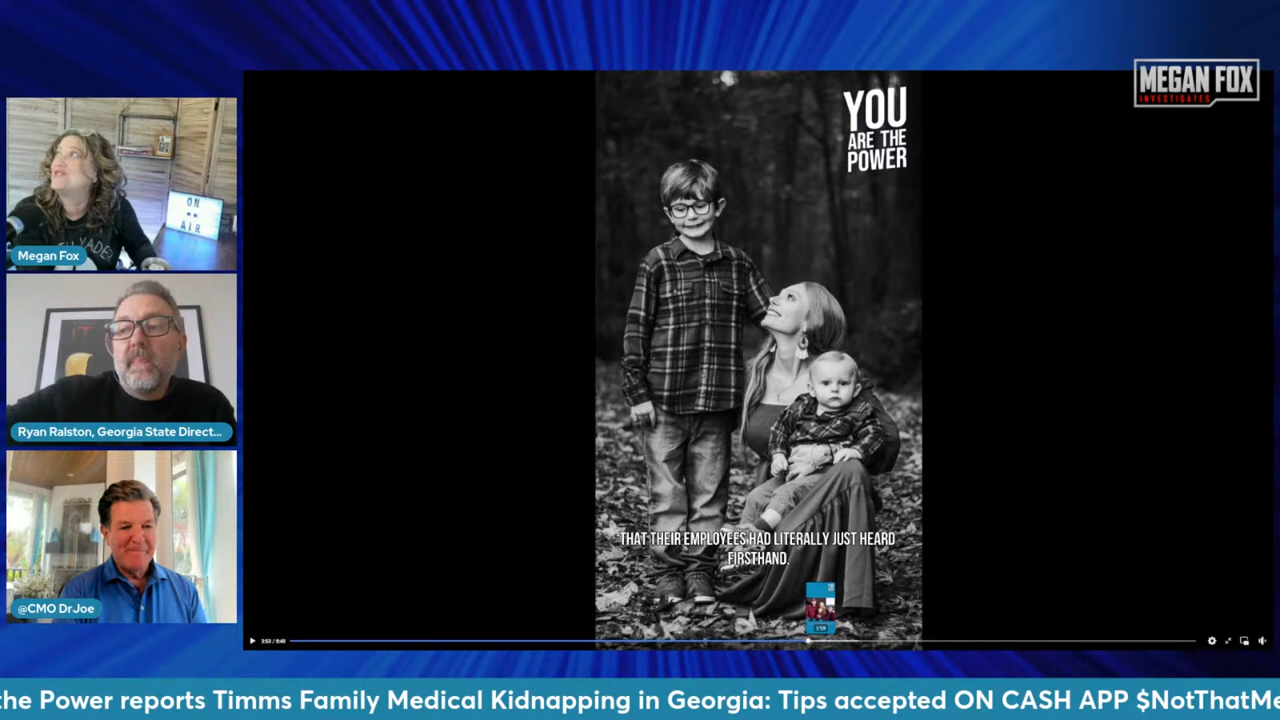 MEGAN FOX
INVESTIGATES
ON
AIR
Megan Fox
Ryan Ralston, Georgia State Direct...
@CMO DrJoe
YOU
ARE THE
POWER
THAT THEIR EMPLOYEES HAD LITERALLY JUST HEARD
FIRSTHAND.
the Power reports Timms Family Medical Kidnapping in Georgia: Tips accepted ON CASH APP $NotThatMe